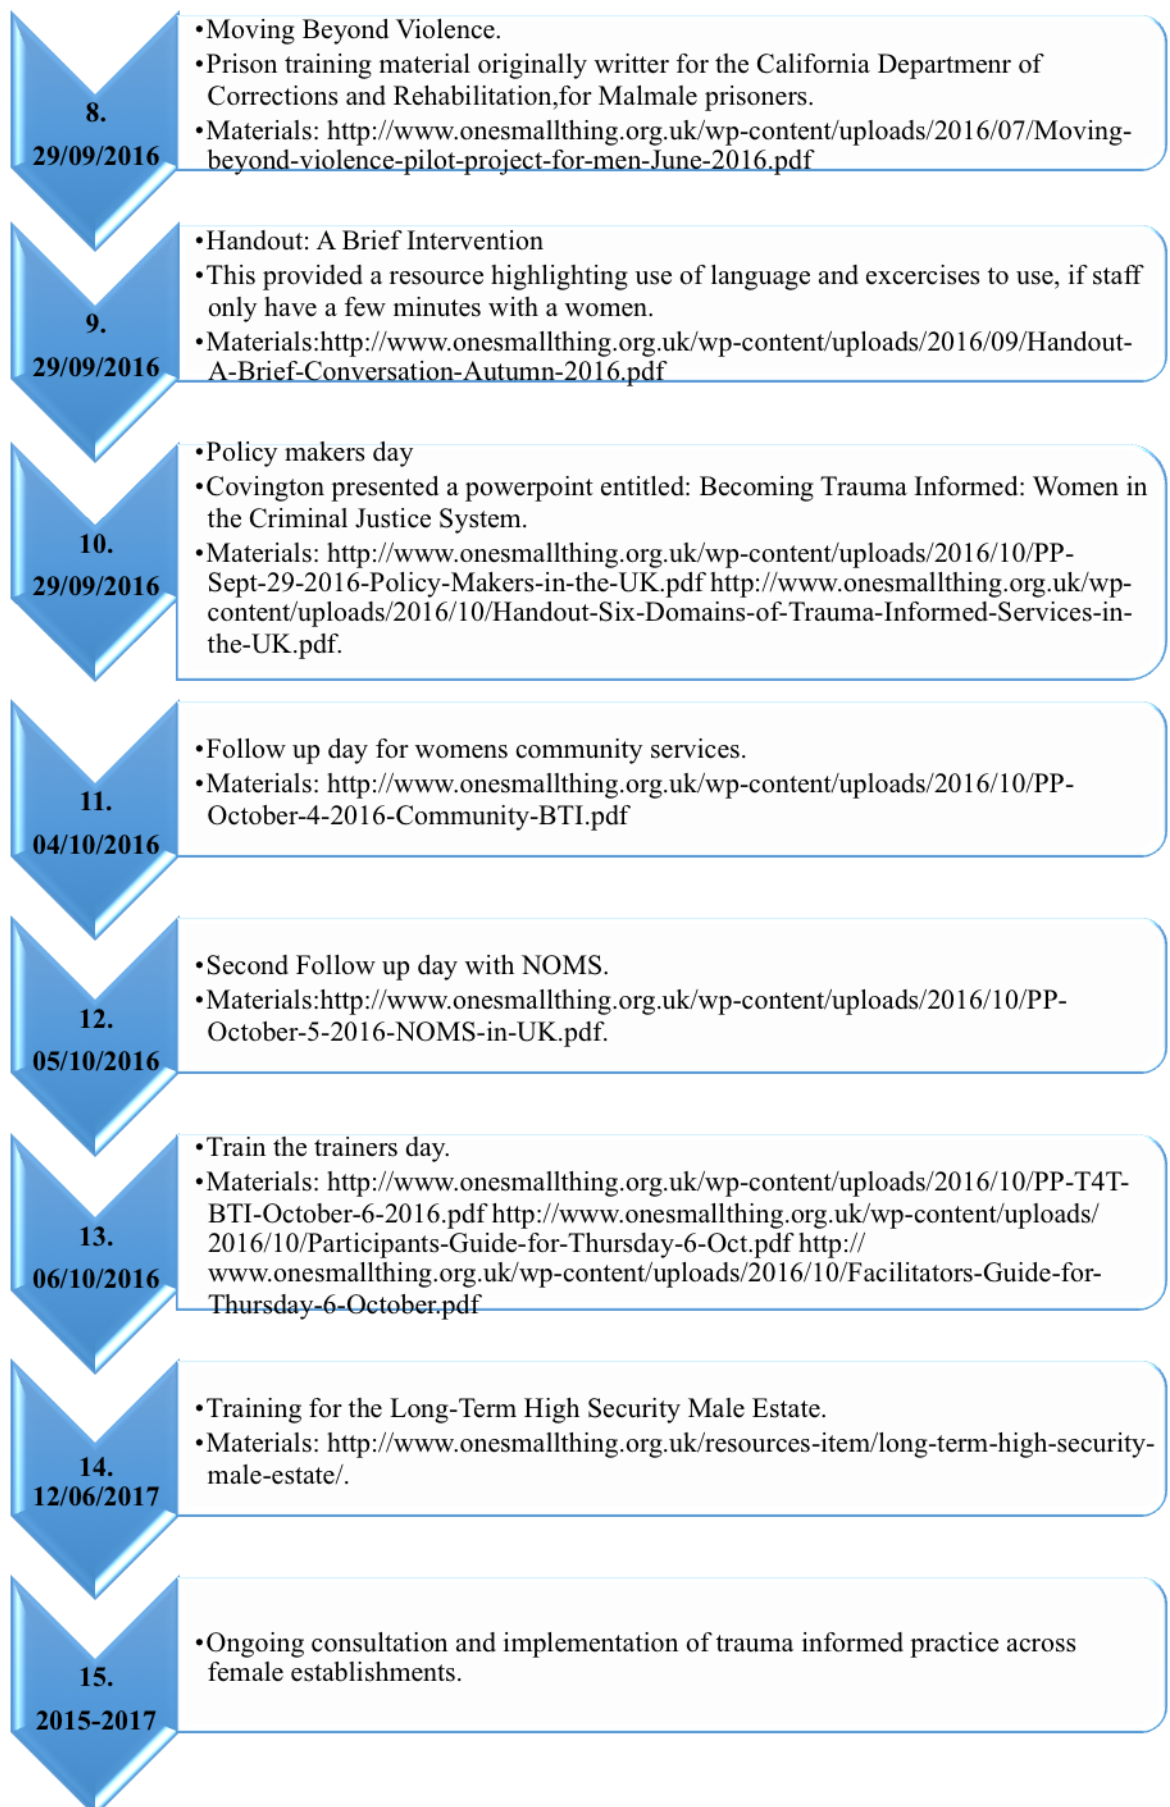 8.
29/09/2016
•Moving Beyond Violence.
•Prison training material originally writter for the California Departmenr of
Corrections and Rehabilitation,for Malmale prisoners.
•Materials: http://www.onesmallthing.org.uk/wp-content/uploads/2016/07/Moving-
beyond-violence-pilot-project-for-men-June-2016.pdf
9.
29/09/2016
•Handout: A Brief Intervention
•This provided a resource highlighting use of language and excercises to use, if staff
only have a few minutes with a women.
•Materials:http://www.onesmallthing.org.uk/wp-content/uploads/2016/09/Handout-
A-Brief-Conversation-Autumn-2016.pdf
10.
29/09/2016
•Policy makers day
•Covington presented a powerpoint entitled: Becoming Trauma Informed: Women in
the Criminal Justice System.
•Materials: http://www.onesmallthing.org.uk/wp-content/uploads/2016/10/PP-
Sept-29-2016-Policy-Makers-in-the-UK.pdf http://www.onesmallthing.org.uk/wp-
content/uploads/2016/10/Handout-Six-Domains-of-Trauma-Informed-Services-in-
the-UK.pdf.
11.
04/10/2016
•Follow up day for womens community services.
•Materials: http://www.onesmallthing.org.uk/wp-content/uploads/2016/10/PP-
October-4-2016-Community-BTI.pdf
12.
05/10/2016
•Second Follow up day with NOMS.
•Materials:http://www.onesmallthing.org.uk/wp-content/uploads/2016/10/PP-
October-5-2016-NOMS-in-UK.pdf.
13.
06/10/2016
•Train the trainers day.
•Materials: http://www.onesmallthing.org.uk/wp-content/uploads/2016/10/PP-T4T-
BTI-October-6-2016.pdf http://www.onesmallthing.org.uk/wp-content/uploads/
2016/10/Participants-Guide-for-Thursday-6-Oct.pdf http://
www.onesmallthing.org.uk/wp-content/uploads/2016/10/Facilitators-Guide-for-
Thursday-6-October.pdf
14.
12/06/2017
•Training for the Long-Term High Security Male Estate.
•Materials: http://www.onesmallthing.org.uk/resources-item/long-term-high-security-
male-estate/.
15.
2015-2017
•Ongoing consultation and implementation of trauma informed practice across
female establishments.